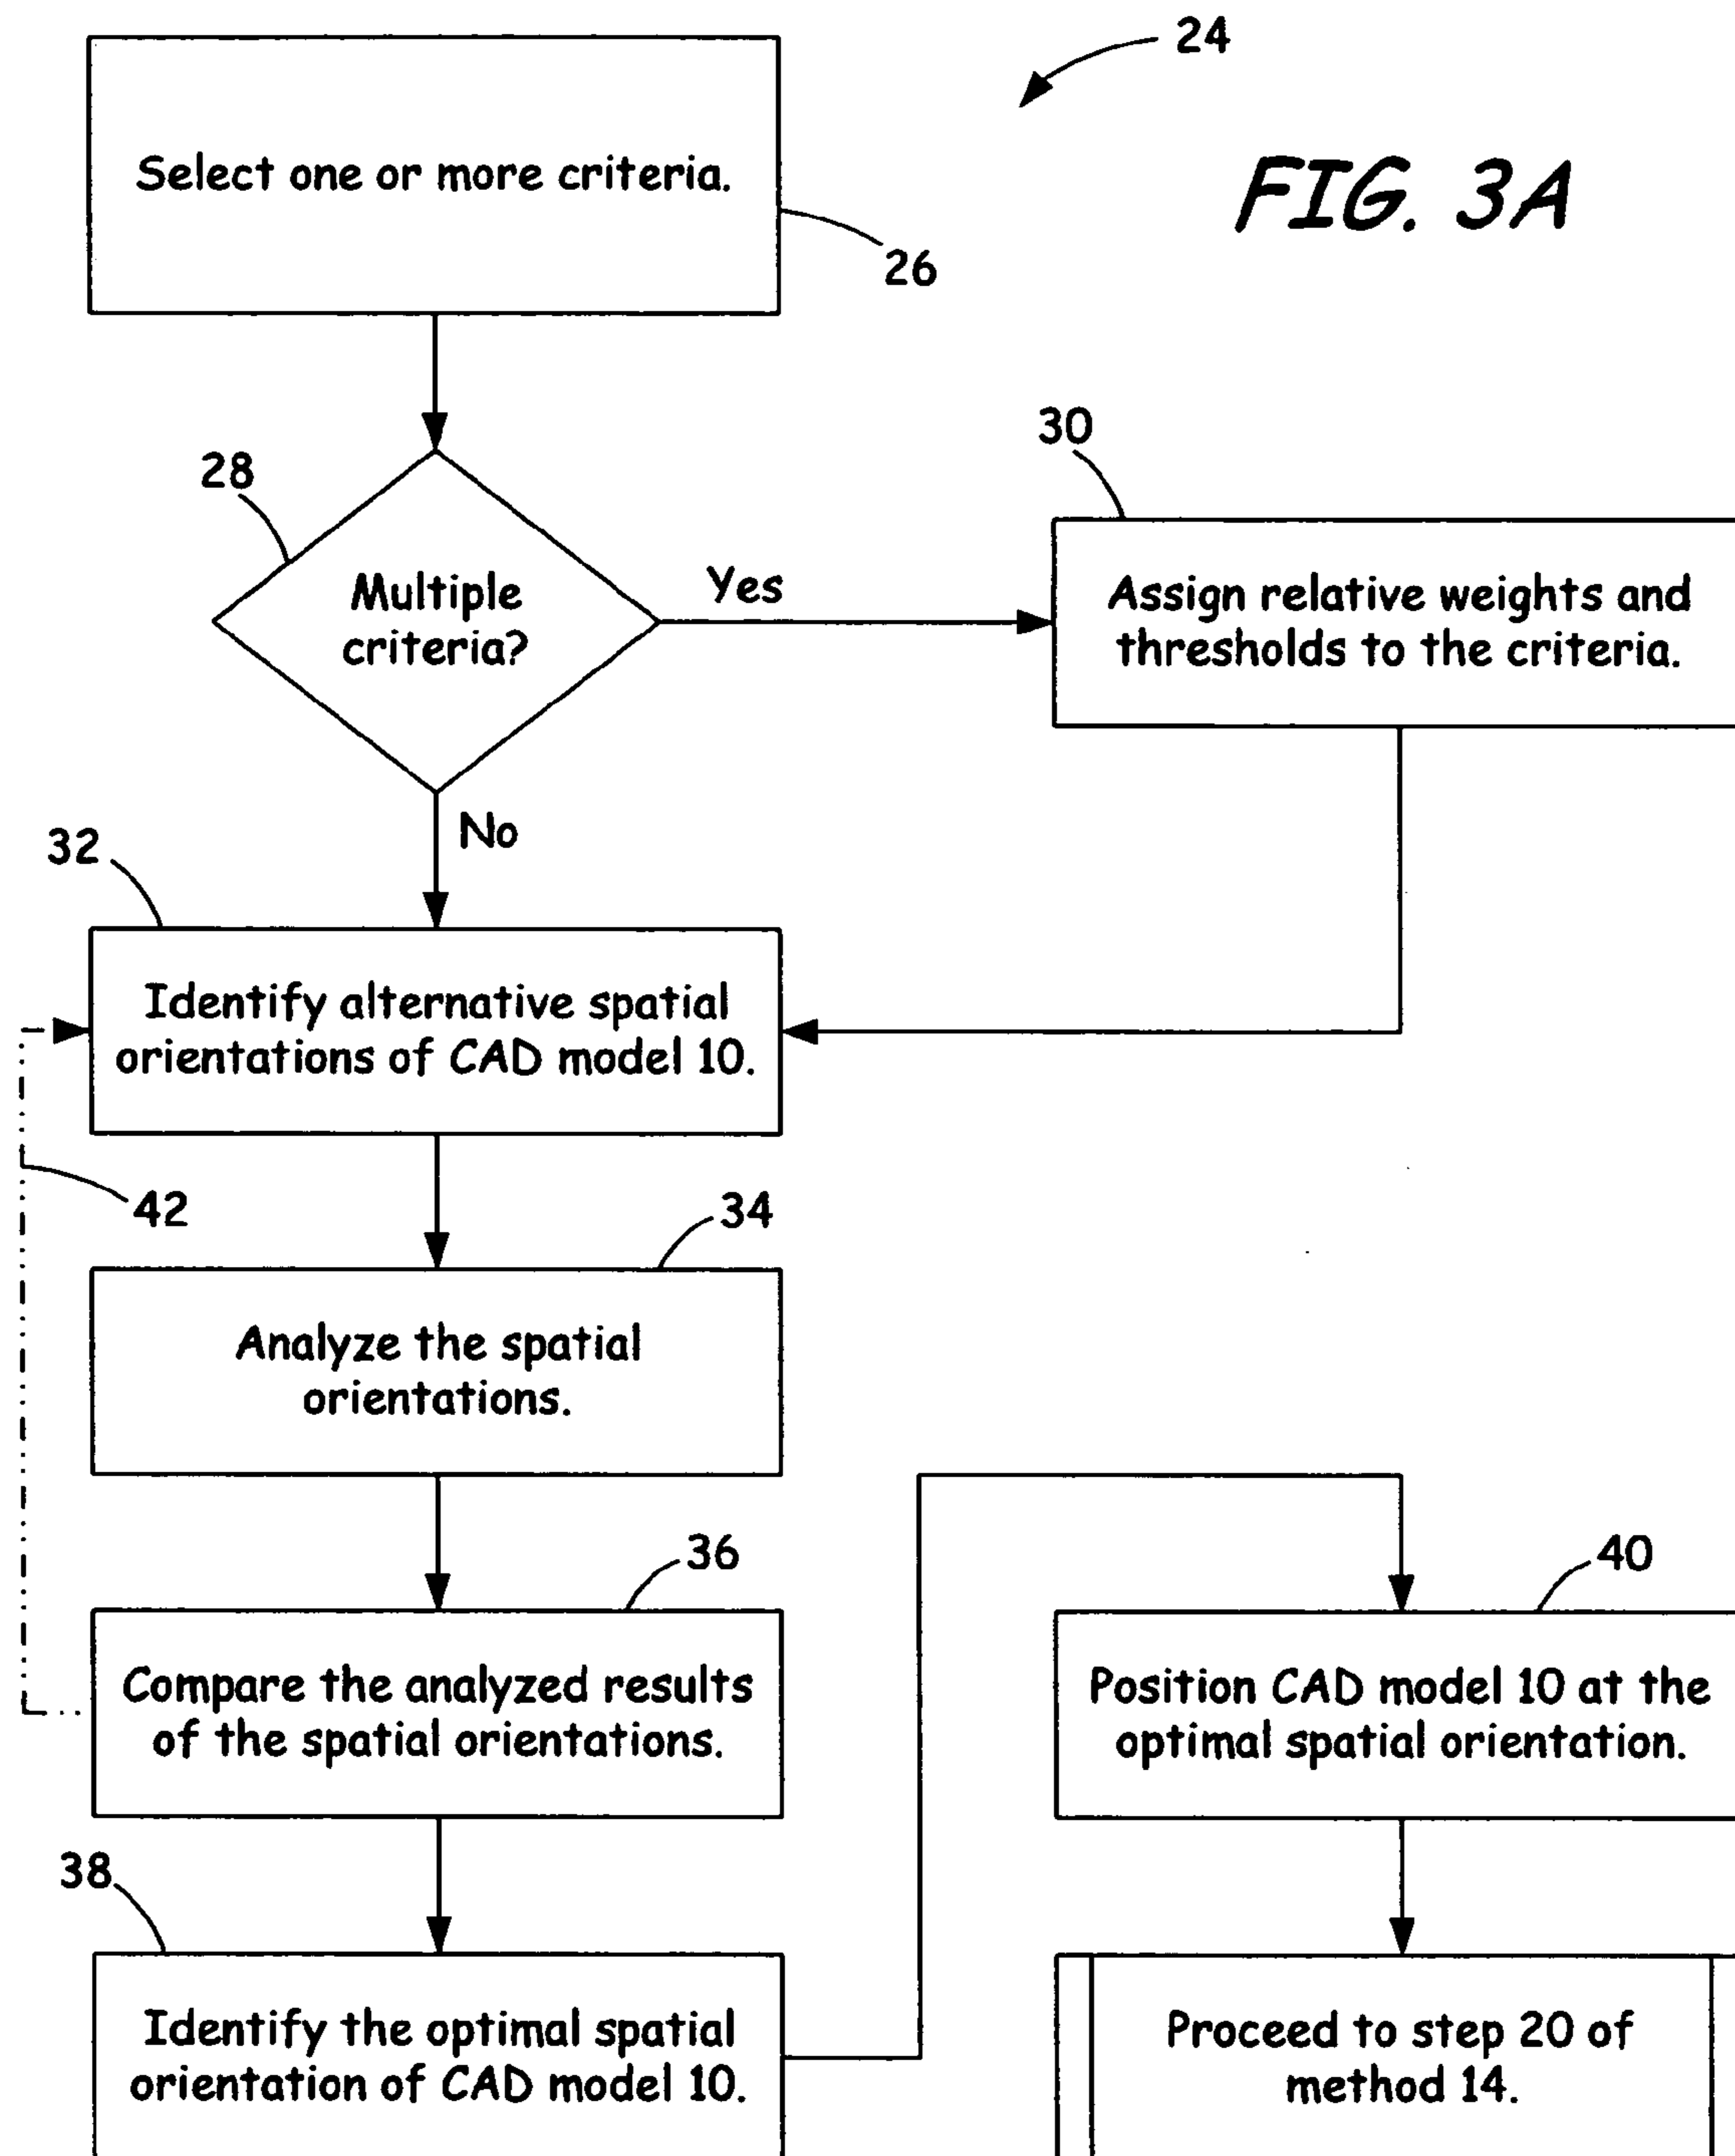 24
FIG. 3A
Select one or more criteria.
26
28
Multiple
criteria?
Yes
30
Assign relative weights and
thresholds to the criteria.
No
32
Identify alternative spatial
orientations of CAD model 10.
42
34
Analyze the spatial
orientations.
36
Compare the analyzed results
of the spatial orientations.
38
Identify the optimal spatial
orientation of CAD model 10.
40
Position CAD model 10 at the
optimal spatial orientation.
Proceed to step 20 of
method 14.